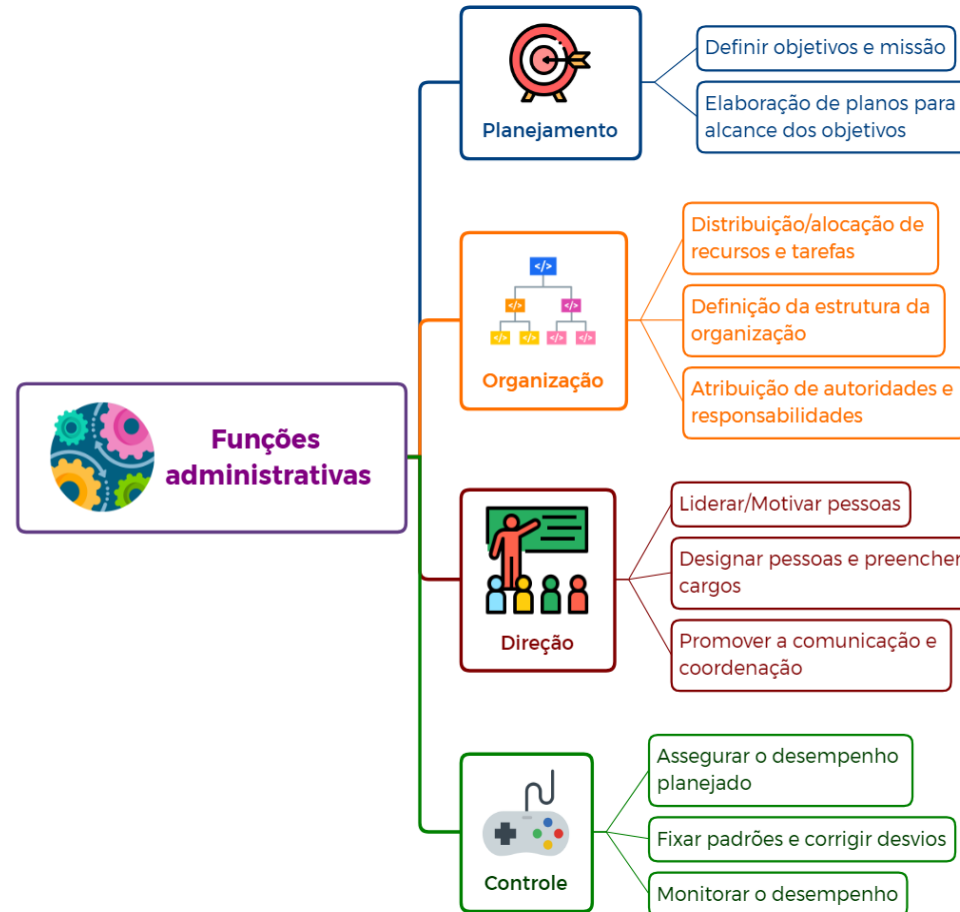 Funções
administrativas
Planejamento
Definir objetivos e missão
Elaboração de planos para
alcance dos objetivos
Organização
</>
</>
</>
</>
</>
</>
</>
Distribuição/alocação de
recursos e tarefas
Definição da estrutura da
organização
Atribuição de autoridades e
responsabilidades
Direção
Liderar/Motivar pessoas
Designar pessoas e preencher
cargos
Promover a comunicação e
coordenação
Controle
Assegurar o desempenho
planejado
Fixar padrões e corrigir desvios
Monitorar o desempenho